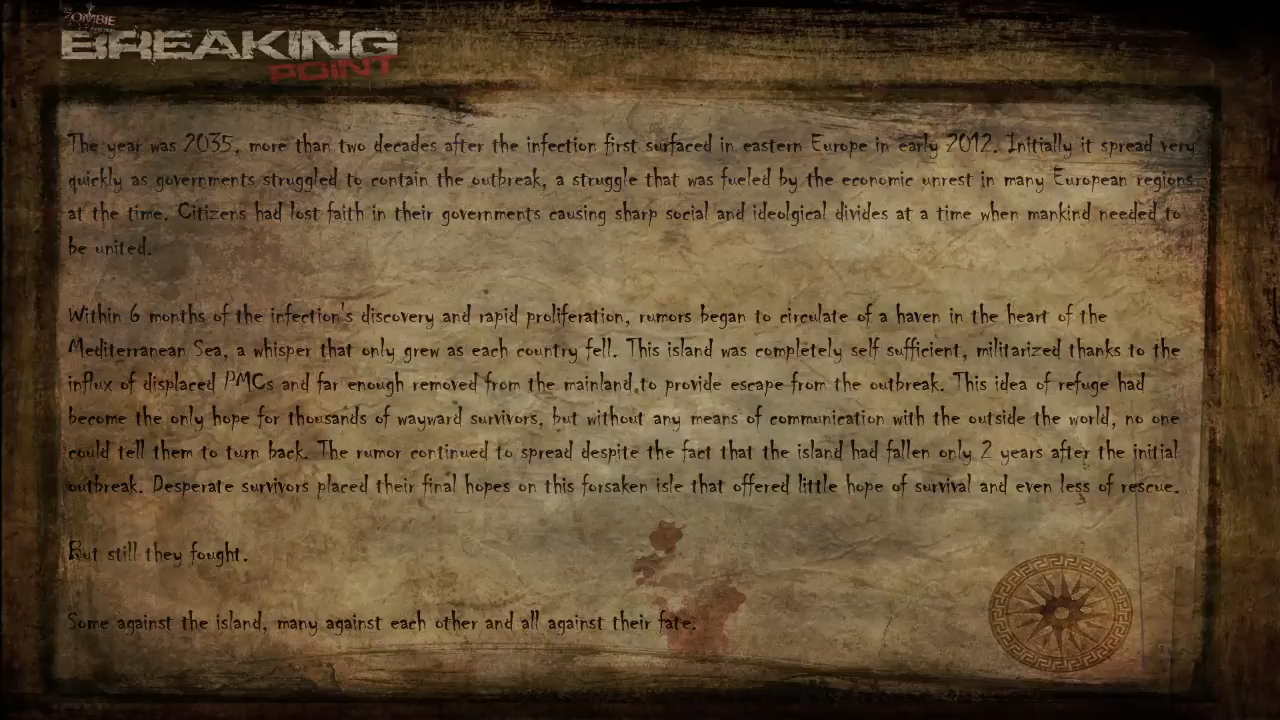 ZOMBIE
BREAKING
POINT
The year was 2035, more than two decades after the infection first surfaced in eastern Europe in early 2012. Initially it spread very
quickly as governments struggled to contain the outbreak, a struggle that was fueled by the economic unrest in many European regions
at the time. Citizens had lost faith in their governments causing sharp social and ideolgical divides at a time when mankind needed to
be united.
Within 6 months of the infection's discovery and rapid proliferation, rumors began to circulate of a haven in the heart of the
Mediterranean Sea, a whisper that only grew as each country fell. This island was completely self sufficient, militarized thanks to the
influx of displaced PMCs and far enough removed from the mainland to provide escape from the outbreak. This idea of refuge had
become the only hope for thousands of wayward survivors, but without any means of communication with the outside the world, no one
could tell them to turn back. The rumor continued to spread despite the fact that the island had fallen only 2 years after the initial
outbreak. Desperate survivors placed their final hopes on this forsaken isle that offered little hope of survival and even less of rescue.
But still they fought.
Some against the island, many against each other and all against their fate.